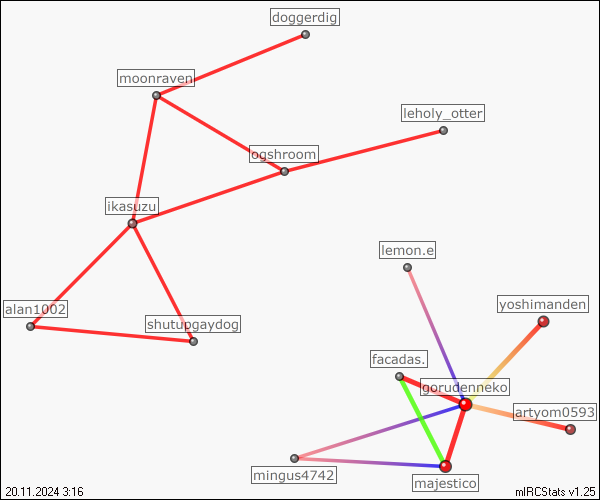 doggerdig
moonraven
leholy_otter
ogshroom
ikasuzu
lemon.e
alan1002
yoshimanden
shutupgaydog
facadas.
gorudenneko
artyom0593
mingus4742
majestico
20.11.2024 3:16
mIRCStats v1.25